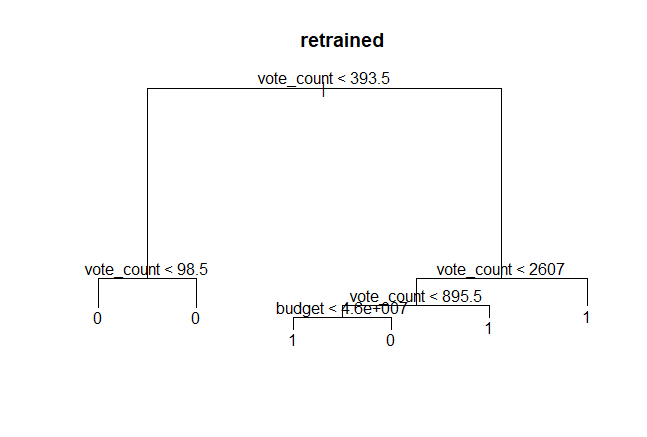 retrained
vote_count < 393.5
vote_count < 98.5
vote_count < 2607
vote_count < 895.5
budget < 4.6e+007
0
0
1
0
1
1